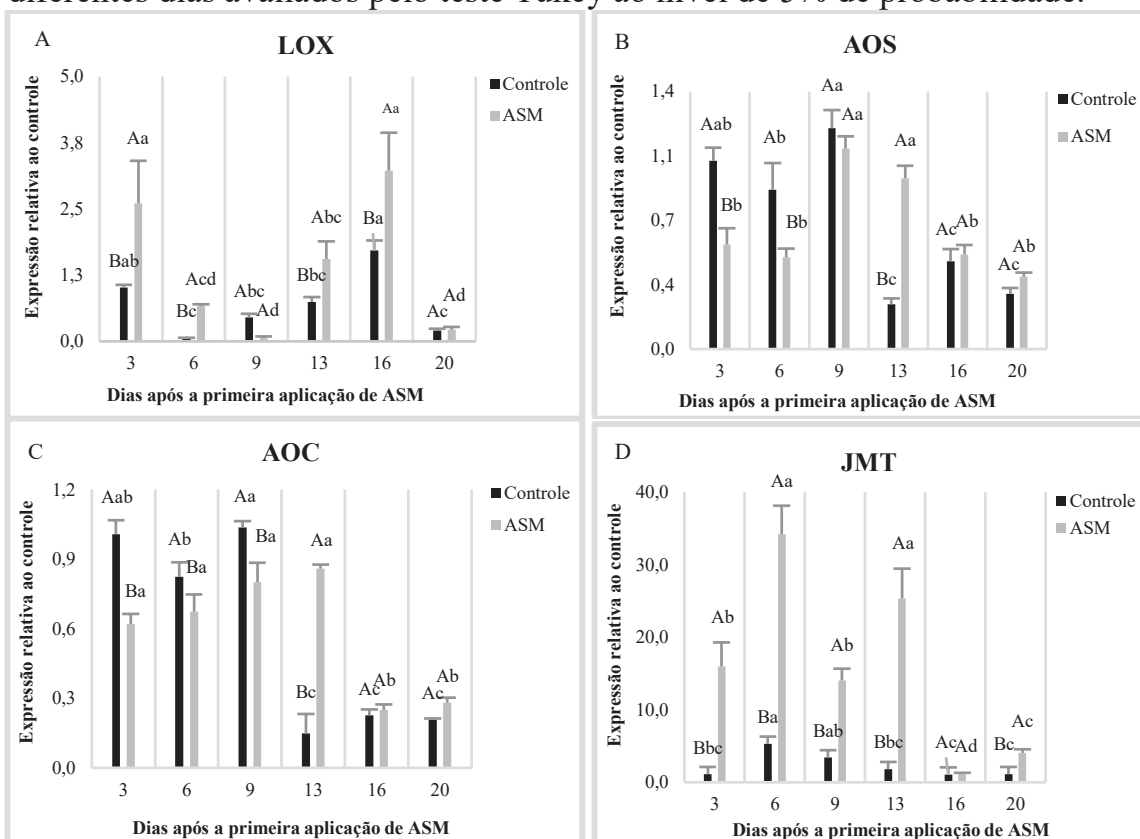 diferentes dias avaliados pelo teste Tukey ao nível de 5% de probabilidade.
A
LOX
Expressão relativa ao controle
5,0
3,8
2,5
1,3
0,0
Bab
Aa
Bc
Acd
Abc
Ad
Bbc
Abc
Ba
Aa
Ac
Ad
3 6 9 13 16 20
Dias após a primeira aplicação de ASM
Controle
ASM
B
AOS
Expressão relativa ao controle
1,4
1,1
0,7
0,4
0,0
Aab
Bb
Ab
Bb
Aa
Aa
Bc
Aa
Ac
Ab
Ac
Ab
3 6 9 13 16 20
Dias após a primeira aplicação de ASM
Controle
ASM
C
AOC
Expressão relativa ao controle
1,2
0,9
0,6
0,3
0,0
Aab
Ba
Ab
Ba
Aa
Ba
Bc
Aa
Ac
Ab
Ac
Ab
3 6 9 13 16 20
Dias após a primeira aplicação de ASM
Controle
ASM
D
JMT
Expressão relativa ao controle
40,0
30,0
20,0
10,0
0,0
Bbc
Ab
Ba
Aa
Bab
Ab
Bbc
Aa
Ac
Ad
Bc
Ac
3 6 9 13 16 20
Dias após a primeira aplicação de ASM
Controle
ASM